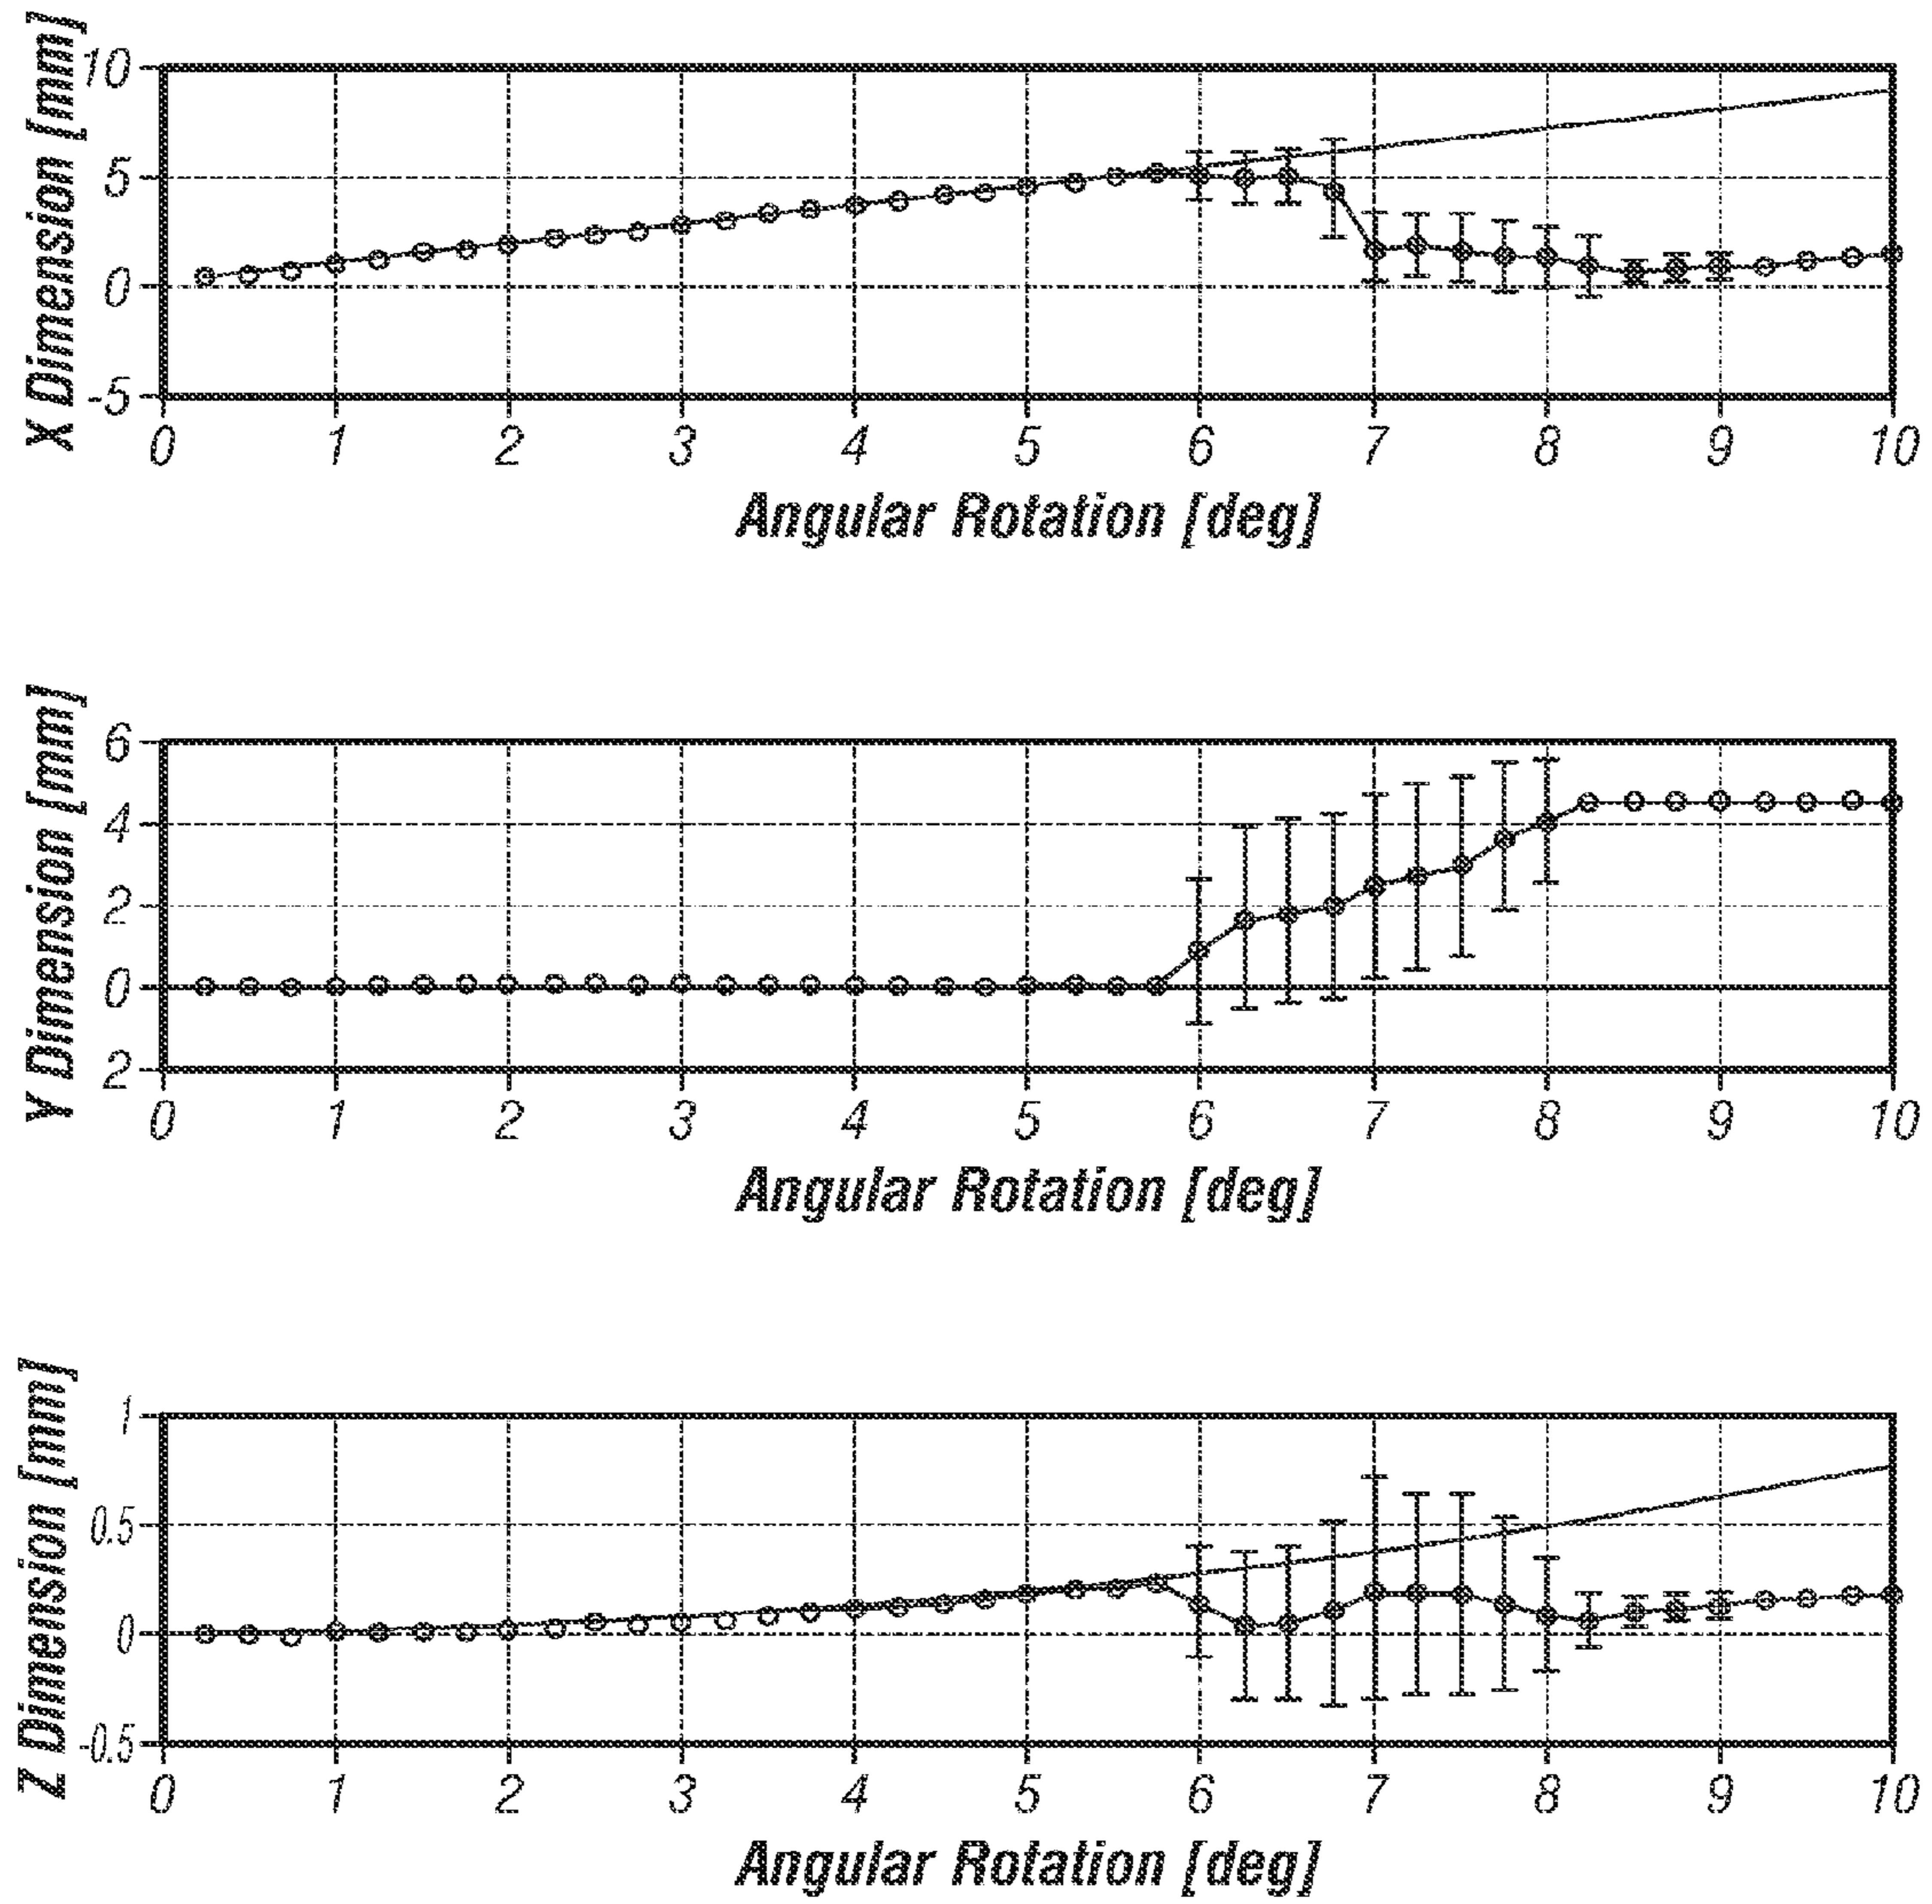 X Dimension [mm]
10
5
0
-5
0 1 2 3 4 5 6 7 8 9 10
Angular Rotation [deg]
Y Dimension [mm]
6
4
2
0
2
0 1 2 3 4 5 6 7 8 9 10
Angular Rotation [deg]
Z Dimension [mm]
1
0.5
0
-0.5
0 1 2 3 4 5 6 7 8 9 10
Angular Rotation [deg]